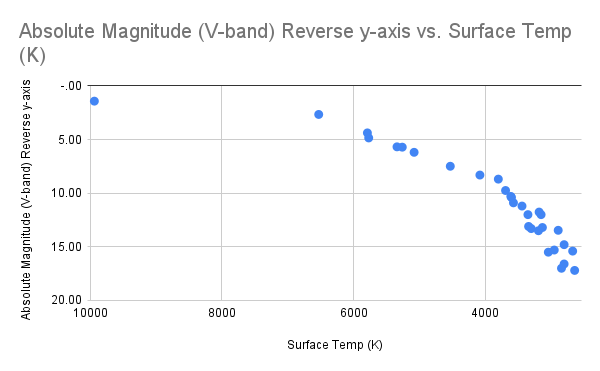 Absolute Magnitude (V-band) Reverse y-axis vs. Surface Temp
(K)
Absolute Magnitude (V-band) Reverse y-axis
-.00
5.00
10.00
15.00
20.00
10000
8000
6000
4000
Surface Temp (K)